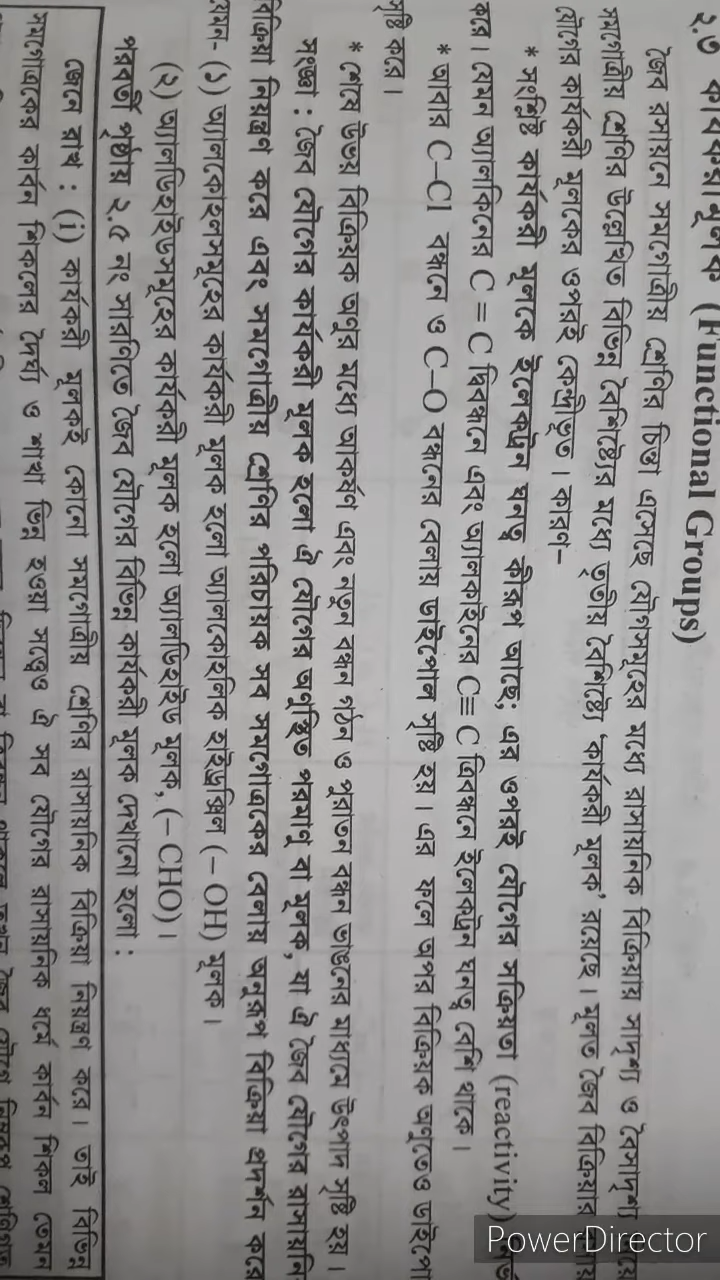 ২.৩ কার্যকরী মূলক (Functional Groups)
জৈব রসায়নে সমগোত্রীয় শ্রেণির চিন্তা এসেছে যৌগসমূহের মধ্যে রাসায়নিক বিক্রিয়ায় সাদৃশ্য ও বৈসাদৃশ্য
সমগোত্রীয় শ্রেণির উল্লেখিত বিভিন্ন বৈশিষ্ট্যের মধ্যে তৃতীয় বৈশিষ্ট্যে ‘কার্যকরী মূলক’ রয়েছে। মূলত জৈব বিক্রিয়ার
যৌগের কার্যকরী মূলকের ওপরই কেন্দ্রীভূত। কারণ–
* সংশ্লিষ্ট কার্যকরী মূলকে ইলেকট্রন ঘনত্ব কীরূপ আছে; এর ওপরই যৌগের সক্রিয়তা (reactivity)
করে। যেমন অ্যালকিনের C = C দ্বিবন্ধনে এবং অ্যালকাইনের C≡ C ত্রিবন্ধনে ইলেকট্রন ঘনত্ব বেশি থাকে।
* আবার C–Cl বন্ধনে ও C–O বন্ধনের বেলায় ডাইপোল সৃষ্টি হয়। এর ফলে অপর বিক্রিয়ক অণুতেও ডাইপো
সৃষ্টি করে।
* শেষে উভয় বিক্রিয়ক অণুর মধ্যে আকর্ষণ এবং নতুন বন্ধন গঠন ও পুরাতন বন্ধন ভাঙনের মাধ্যমে উৎপাদ সৃষ্টি হয়।
সংজ্ঞা : জৈব যৌগের কার্যকরী মূলক হলো ঐ যৌগের অণুস্থিত পরমাণু বা মূলক, যা ঐ জৈব যৌগের রাসায়নি
বিক্রিয়া নিয়ন্ত্রণ করে এবং সমগোত্রীয় শ্রেণির পরিচায়ক সব সমগোত্রকের বেলায় অনুরূপ বিক্রিয়া প্রদর্শন করে
যেমন- (১) অ্যালকোহলসমূহের কার্যকরী মূলক হলো অ্যালকোহলিক হাইড্রক্সিল (– OH) মূলক।
(২) অ্যালডিহাইডসমূহের কার্যকরী মূলক হলো অ্যালডিহাইড মূলক, (– CHO)।
পরবর্তী পৃষ্ঠায় ২.৫ নং সারণিতে জৈব যৌগের বিভিন্ন কার্যকরী মূলক দেখানো হলো :
জেনে রাখ : (i) কার্যকরী মূলকই কোনো সমগোত্রীয় শ্রেণির রাসায়নিক বিক্রিয়া নিয়ন্ত্রণ করে। তাই বিভিন্ন
সমগোত্রকের কার্বন শিকলের দৈর্ঘ্য ও শাখা ভিন্ন হওয়া সত্ত্বেও ঐ সব যৌগের রাসায়নিক ধর্মে কার্বন শিকল তেমন
PowerDirector